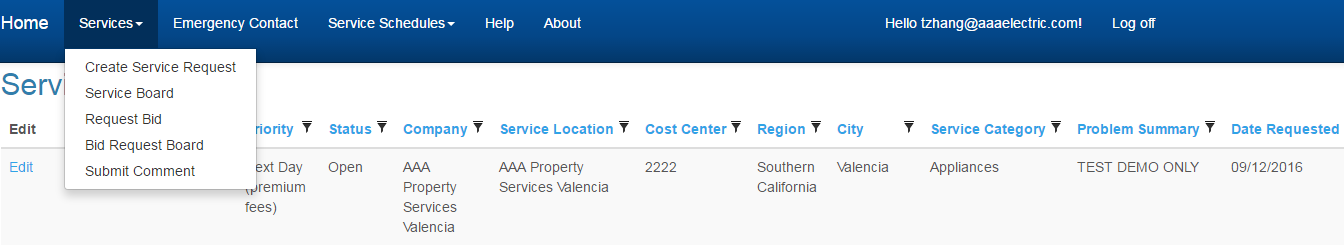 Home Services Emergency Contact Service Schedules Help About Hello tzhang@aaaelectric.com! Log off
Create Service Request
Service Board
Request Bid
Bid Request Board
Submit Comment
Servi
Edit riority Status Company Service Location Cost Center Region City Service Category Problem Summary Date Requested
Edit ext Day Open AAA AAA Property 2222 Southern Valencia Appliances TEST DEMO ONLY 09/12/2016
(premium Property Services Valencia California
fees) Services
Valencia